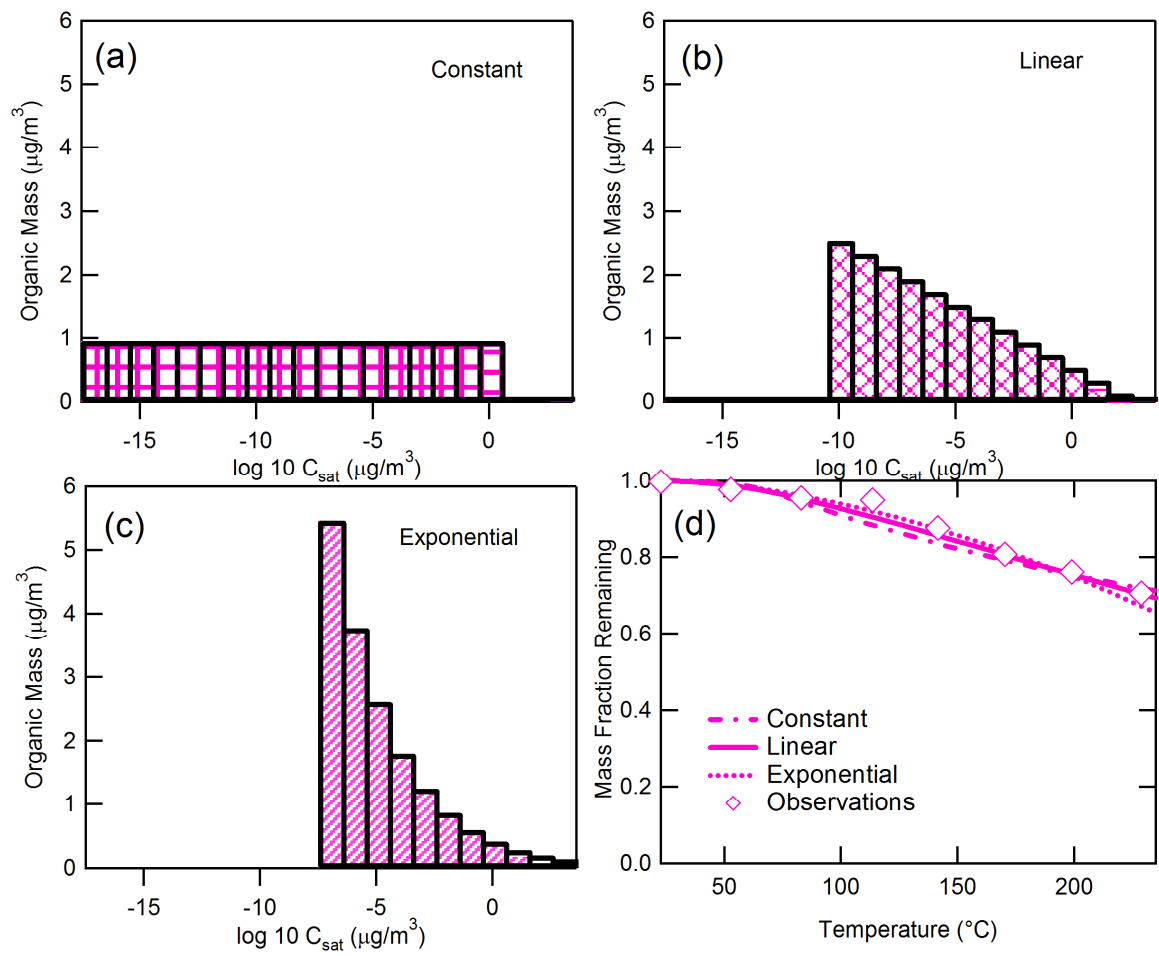 (a)
Constant
Organic Mass (μg/m³)
6
5
4
3
2
1
0
-15
-10
-5
0
log 10 Csat (μg/m³)
(b)
Linear
Organic Mass (μg/m³)
6
5
4
3
2
1
0
-15
-10
-5
0
log 10 Csat (μg/m³)
(c)
Exponential
Organic Mass (μg/m³)
6
5
4
3
2
1
0
-15
-10
-5
0
log 10 Csat (μg/m³)
(d)
Mass Fraction Remaining
1.0
0.8
0.6
0.4
0.2
0.0
Constant
Linear
Exponential
Observations
50
100
150
200
Temperature (°C)